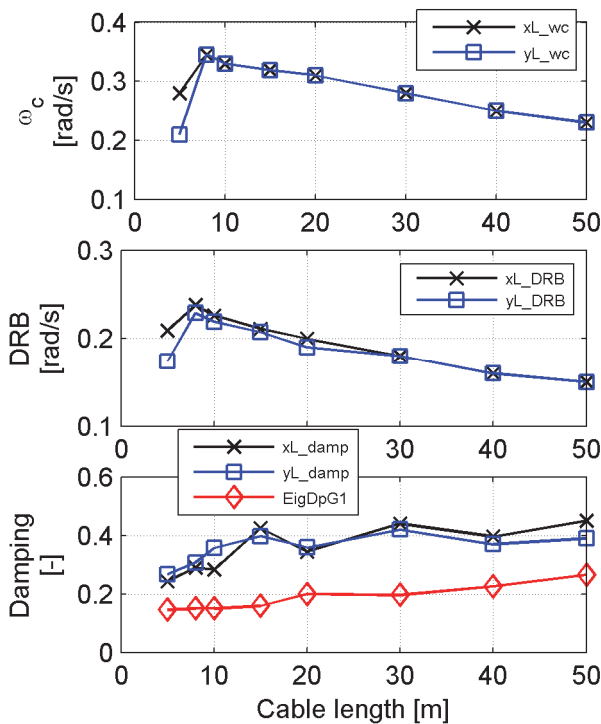 0.4
0.3
0.2
0.1
ωc
[rad/s]
xL_wc
yL_wc
0 10 20 30 40 50
0.3
0.2
0.1
DRB
[rad/s]
xL_DRB
yL_DRB
0 10 20 30 40 50
xL_damp
yL_damp
EigDpG1
0.6
0.4
0.2
0
Damping
[-]
0 10 20 30 40 50
Cable length [m]